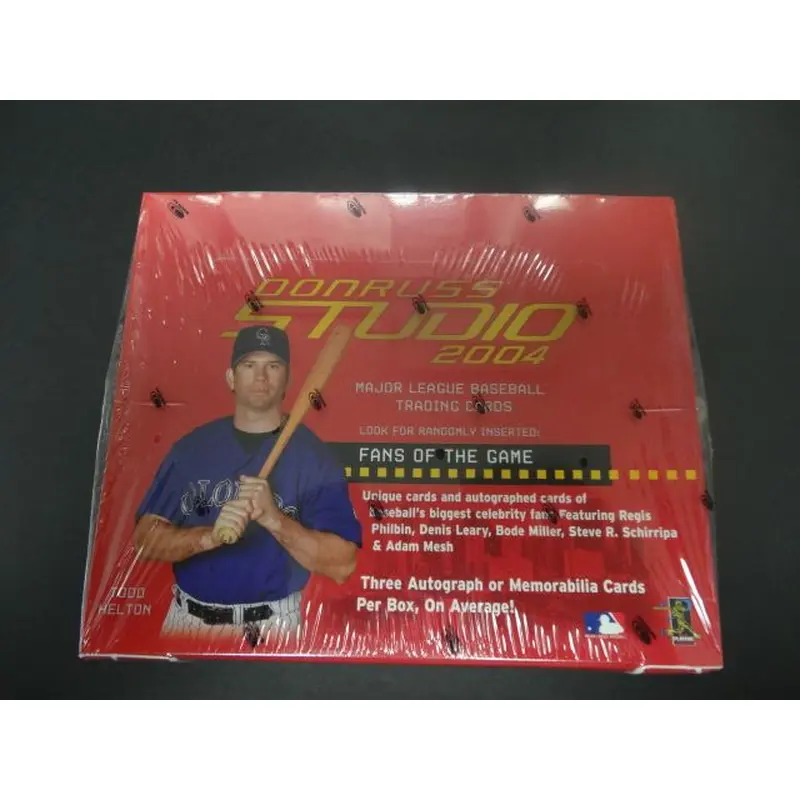 DONRUSS
STUDIO
2004
MAJOR LEAGUE BASEBALL
TRADING CARDS
LOOK FOR RANDOMLY INSERTED:
FANS OF THE GAME
Unique cards and autographed cards of
Baseball's biggest celebrity fans Featuring Regis
Philbin, Denis Leary, Bode Miller, Steve R. Schirripa
& Adam Mesh
Three Autograph or Memorabilia Cards
Per Box, On Average!
TODD
HELTON
CR
COLORADO